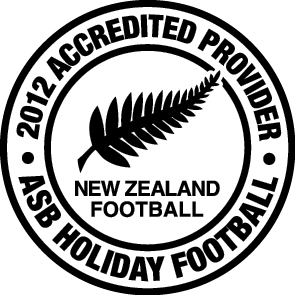 2012 ACCREDITED PROVIDER
NEW ZEALAND
FOOTBALL
ASB HOLIDAY FOOTBALL